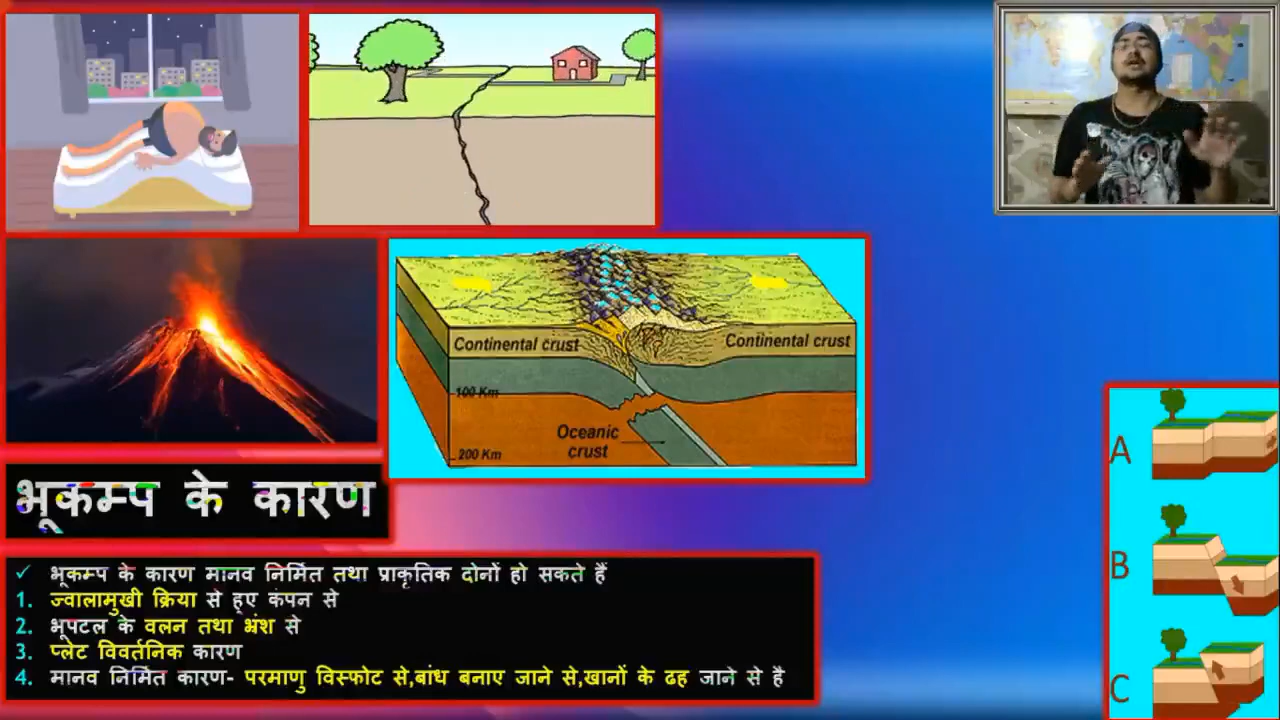 Continental crust
Continental crust
100 Km
Oceanic
crust
200 Km
A
B
C
भूकम्प के कारण
✓ भूकम्प के कारण मानव निर्मित तथा प्राकृतिक दोनों हो सकते हैं
1. ज्वालामुखी क्रिया से हुए कंपन से
2. भूपटल के वलन तथा भ्रंश से
3. प्लेट विवर्तनिक कारण
4. मानव निर्मित कारण- परमाणु विस्फोट से,बांध बनाए जाने से,खानों के ढह जाने से है